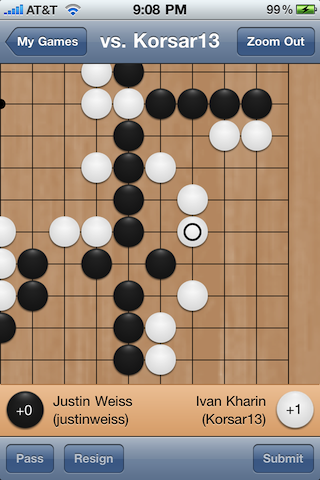 AT&T 9:08 PM 99%
My Games vs. Korsar13 Zoom Out
+0 Justin Weiss Ivan Kharin +1
(justinweiss) (Korsar13)
Pass Resign Submit